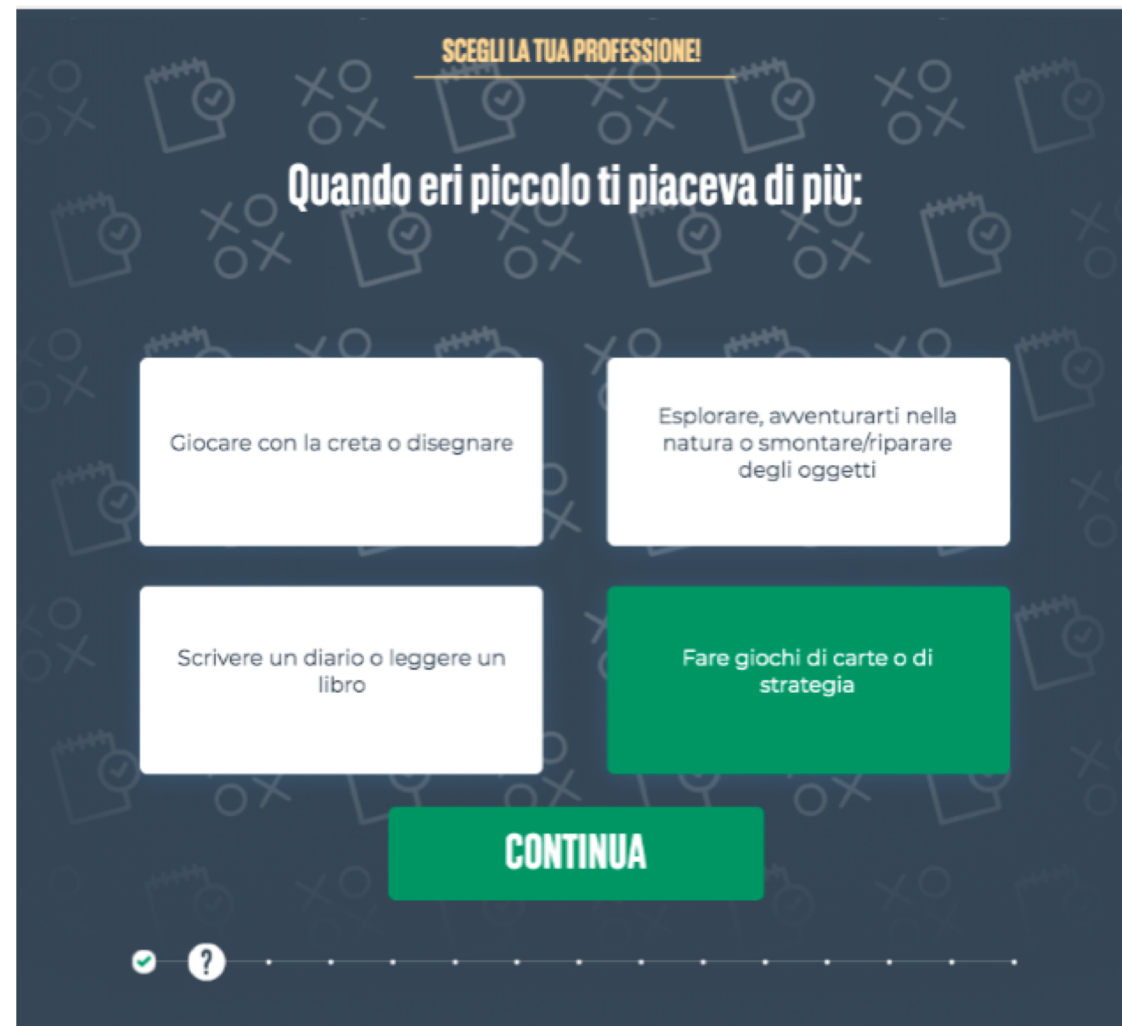 SCEGLI LA TUA PROFESSIONE!
Quando eri piccolo ti piaceva di più:
Giocare con la creta o disegnare
Esplorare, avventurarti nella
natura o smontare/riparare
degli oggetti
Scrivere un diario o leggere un
libro
Fare giochi di carte o di
strategia
CONTINUA
?